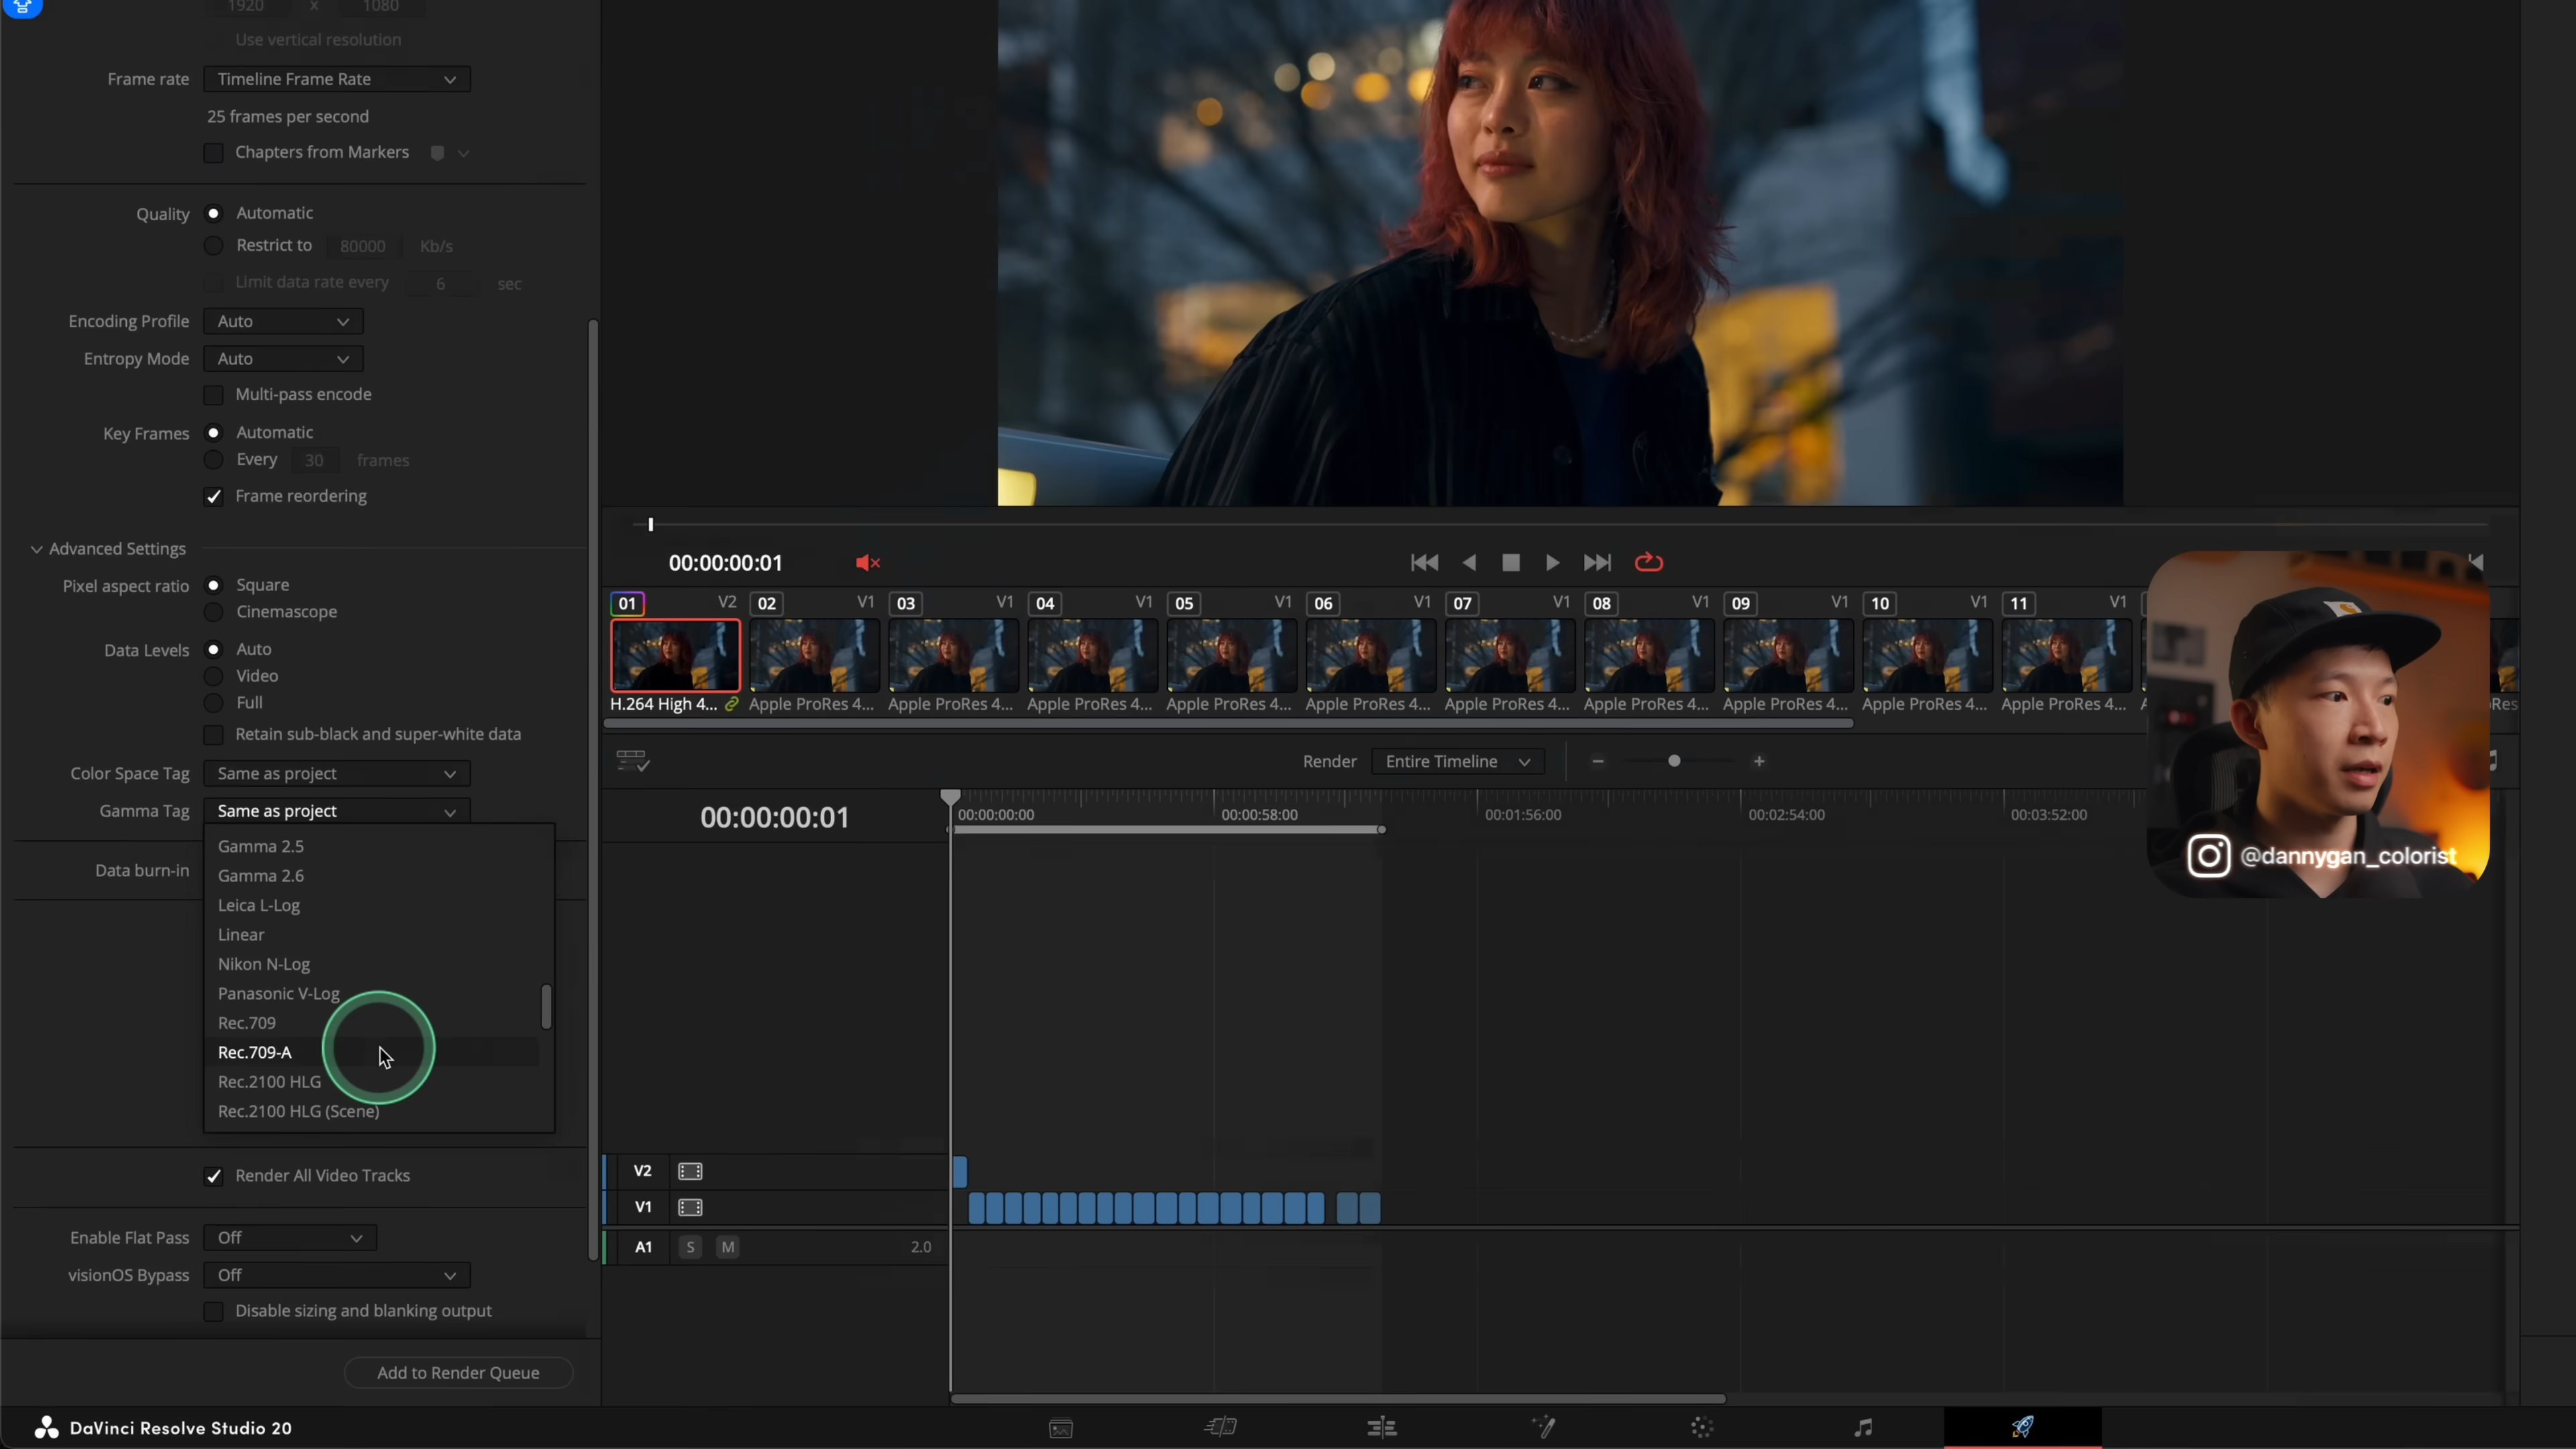 1920 x 1080
Use vertical resolution
Frame rate Timeline Frame Rate
25 frames per second
Chapters from Markers
Quality Automatic
Restrict to 80000 Kb/s
Limit data rate every 6 sec
Encoding Profile Auto
Entropy Mode Auto
Multi-pass encode
Key Frames Automatic
Every 30 frames
Frame reordering
Advanced Settings
Pixel aspect ratio Square
Cinemascope
Data Levels Auto
Video
Full
Retain sub-black and super-white data
Color Space Tag Same as project
Gamma Tag Same as project
Gamma 2.5
Data burn-in
Gamma 2.6
Leica L-Log
Linear
Nikon N-Log
Panasonic V-Log
Rec.709
Rec.709-A
Rec.2100 HLG
Rec.2100 HLG (Scene)
Render All Video Tracks
Enable Flat Pass Off
visionOS Bypass Off
Disable sizing and blanking output
Add to Render Queue
00:00:00:01
01 V2 02 V1 03 V1 04 V1 05 V1 06 V1 07 V1 08 V1 09 V1 10 V1 11 V1
H.264 High 4... Apple ProRes 4... Apple ProRes 4... Apple ProRes 4... Apple ProRes 4... Apple ProRes 4... Apple ProRes 4... Apple ProRes 4... Apple ProRes 4... Apple ProRes 4... Apple ProRes 4...
Render Entire Timeline
00:00:00:01
00:00:00:00 00:00:58:00 00:01:56:00 00:02:54:00 00:03:52:00
@dannygan_colorist
V2
V1
A1 S M 2.0
DaVinci Resolve Studio 20